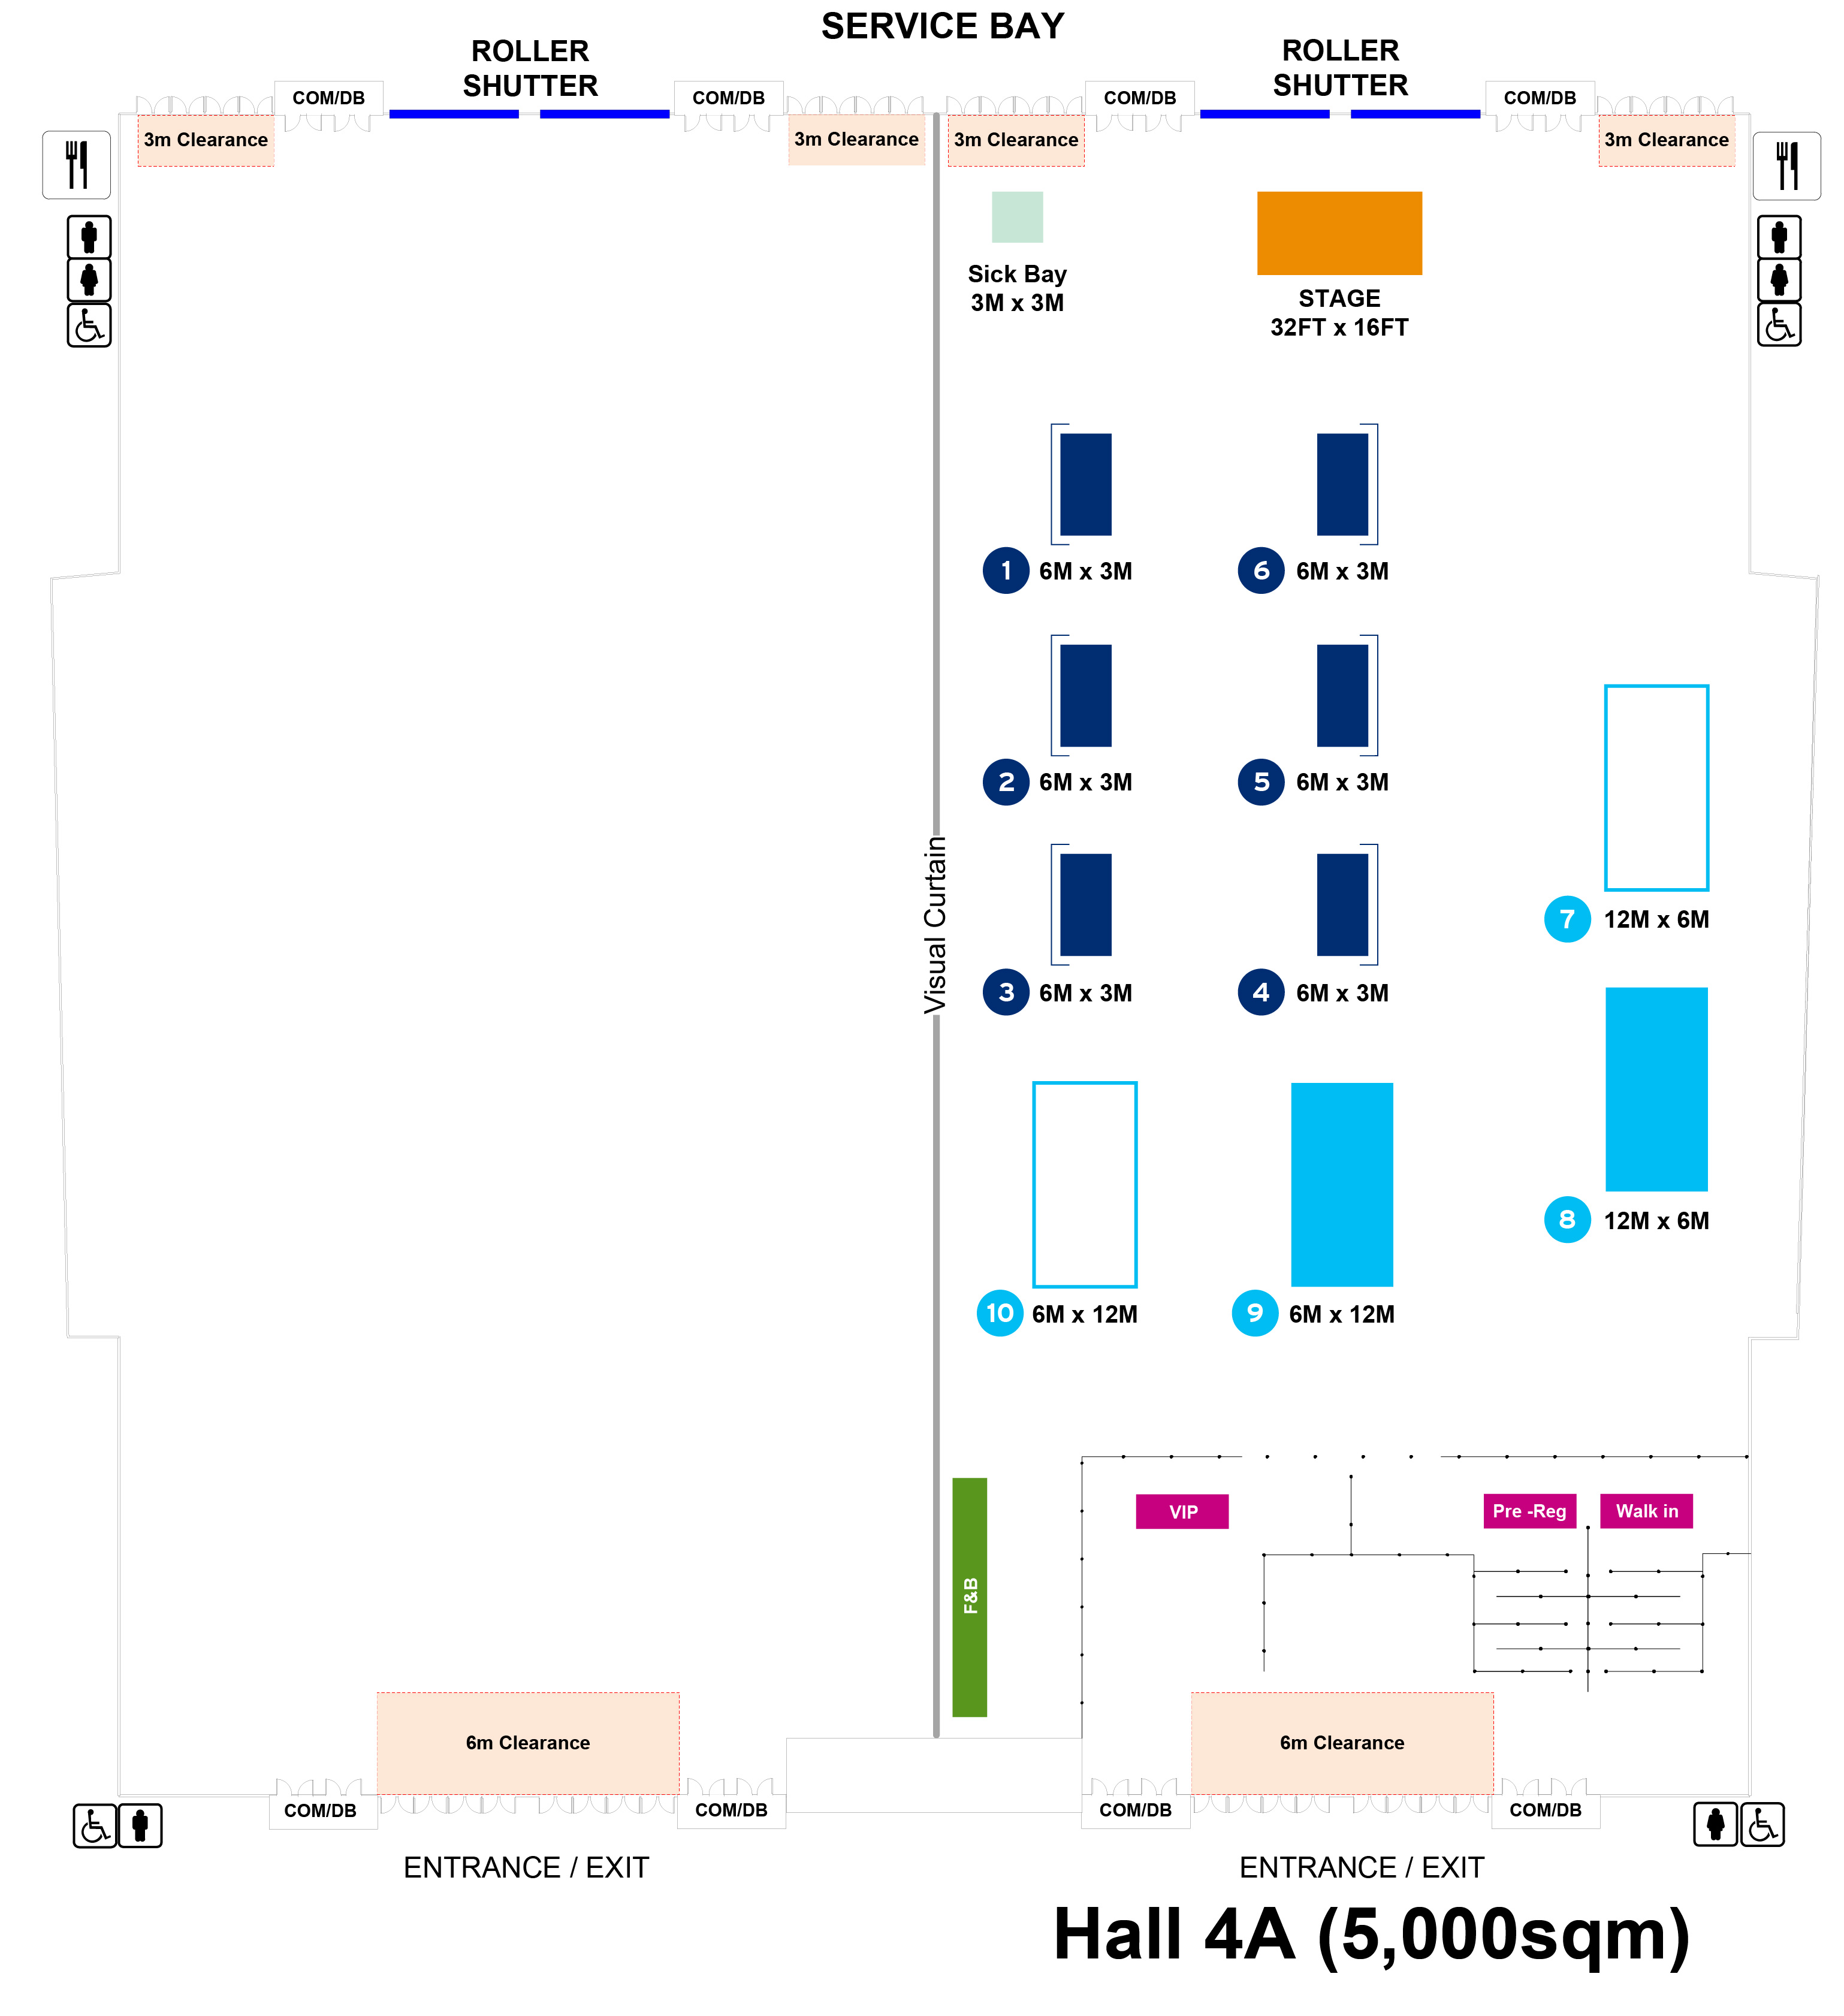 SERVICE BAY
ROLLER
SHUTTER
ROLLER
SHUTTER
COM/DB
COM/DB
COM/DB
COM/DB
3m Clearance
3m Clearance
3m Clearance
3m Clearance
Sick Bay
3M x 3M
STAGE
32FT x 16FT
1 6M x 3M
6 6M x 3M
2 6M x 3M
5 6M x 3M
Visual Curtain
7 12M x 6M
3 6M x 3M
4 6M x 3M
8 12M x 6M
10 6M x 12M
9 6M x 12M
VIP
Pre -Reg
Walk in
F&B
6m Clearance
6m Clearance
COM/DB
COM/DB
COM/DB
COM/DB
ENTRANCE / EXIT
ENTRANCE / EXIT
Hall 4A (5,000sqm)